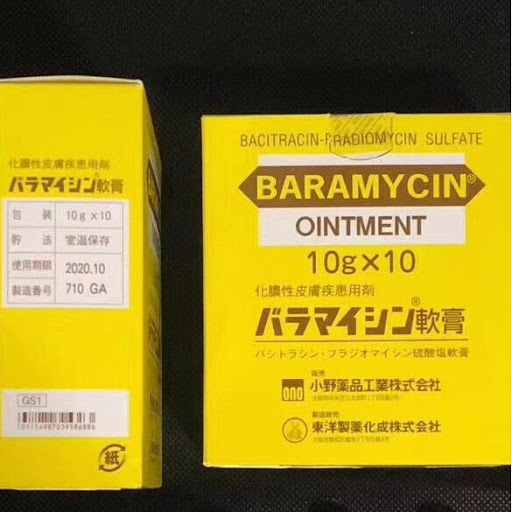 化膿性皮膚疾患用剤
バラマイシン軟膏
包 装 10g×10
貯 法 室温保存
使用期限 2020.10
製造番号 710 GA
GS1
紙
BACITRACIN-FRADIOMYCIN SULFATE
BARAMYCIN®
OINTMENT
10g×10
化膿性皮膚疾患用剤
バラマイシン®軟膏
バシトラシン・フラジオマイシン硫酸塩軟膏
販売
ono 小野薬品工業株式会社
製造販売
東洋製薬化成株式会社